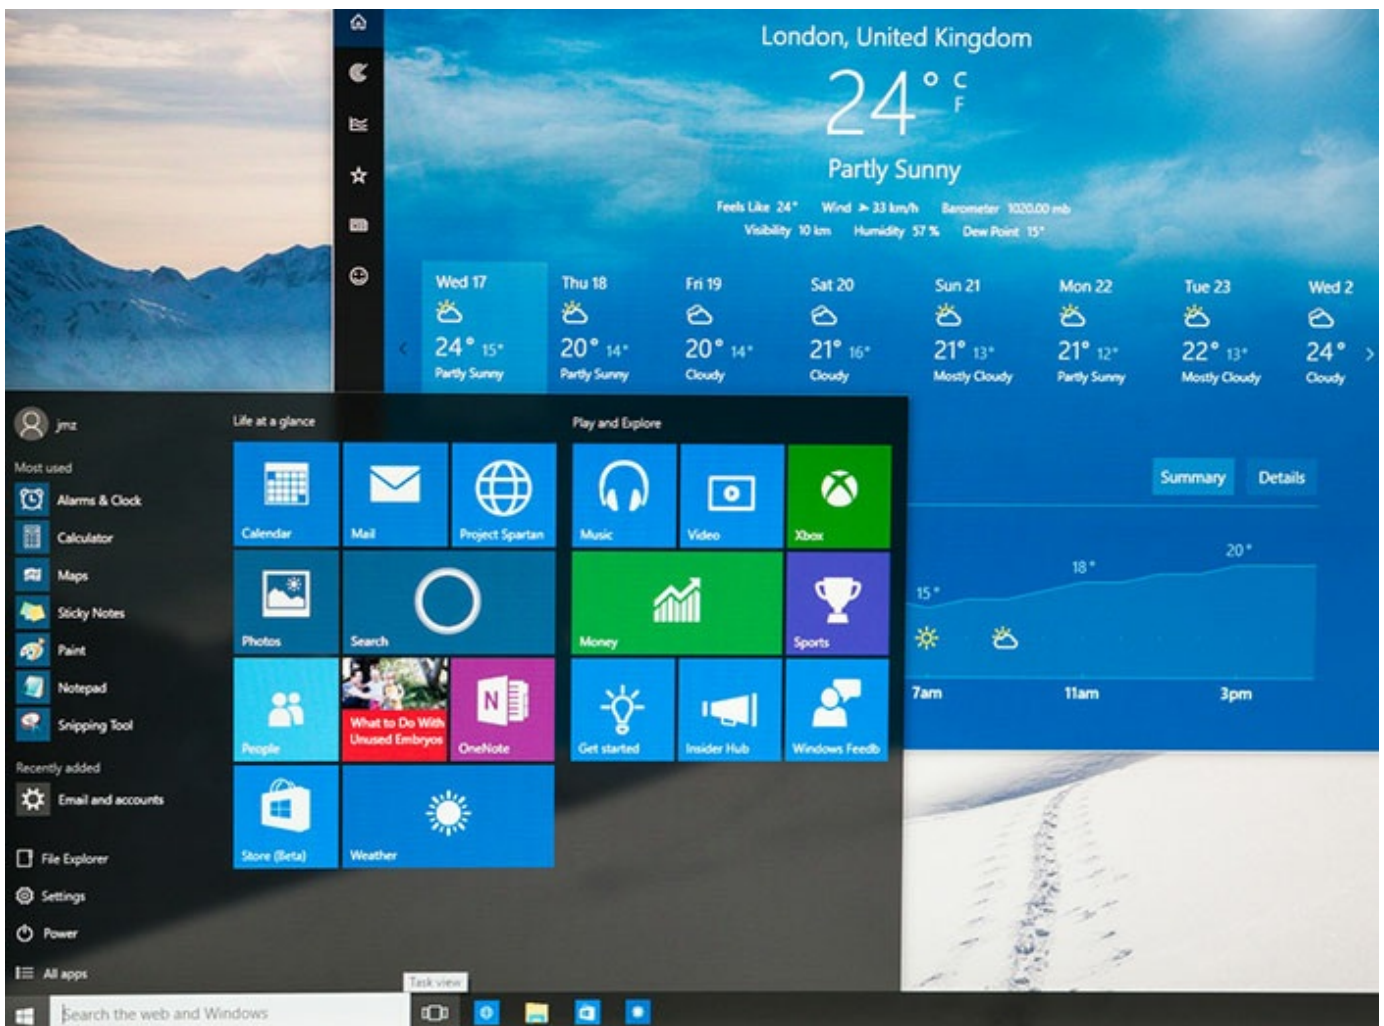 London, United Kingdom
24° C
F
Partly Sunny
Feels Like 24° Wind 33 km/h Barometer 1020.00 mb
Visibility 10 km Humidity 57 % Dew Point 15°
Wed 17 Thu 18 Fri 19 Sat 20 Sun 21 Mon 22 Tue 23 Wed 2
24° 15° 20° 14° 20° 14° 21° 16° 21° 13° 21° 12° 22° 13° 24°
Partly Sunny Partly Sunny Cloudy Cloudy Mostly Cloudy Partly Sunny Mostly Cloudy Cloudy
Summary Details
15° 18° 20°
7am 11am 3pm
jmz
Most used
Alarms & Clock
Calculator
Maps
Sticky Notes
Paint
Notepad
Snipping Tool
Recently added
Email and accounts
File Explorer
Settings
Power
All apps
Life at a glance
Calendar Mail Project Spartan
Photos Search
People
What to Do With
Unused Embryos
N
OneNote
Store (Beta) Weather
Play and Explore
Music Video Xbox
Money Sports
Get started Insider Hub Windows Feedb
Task view
Search the web and Windows